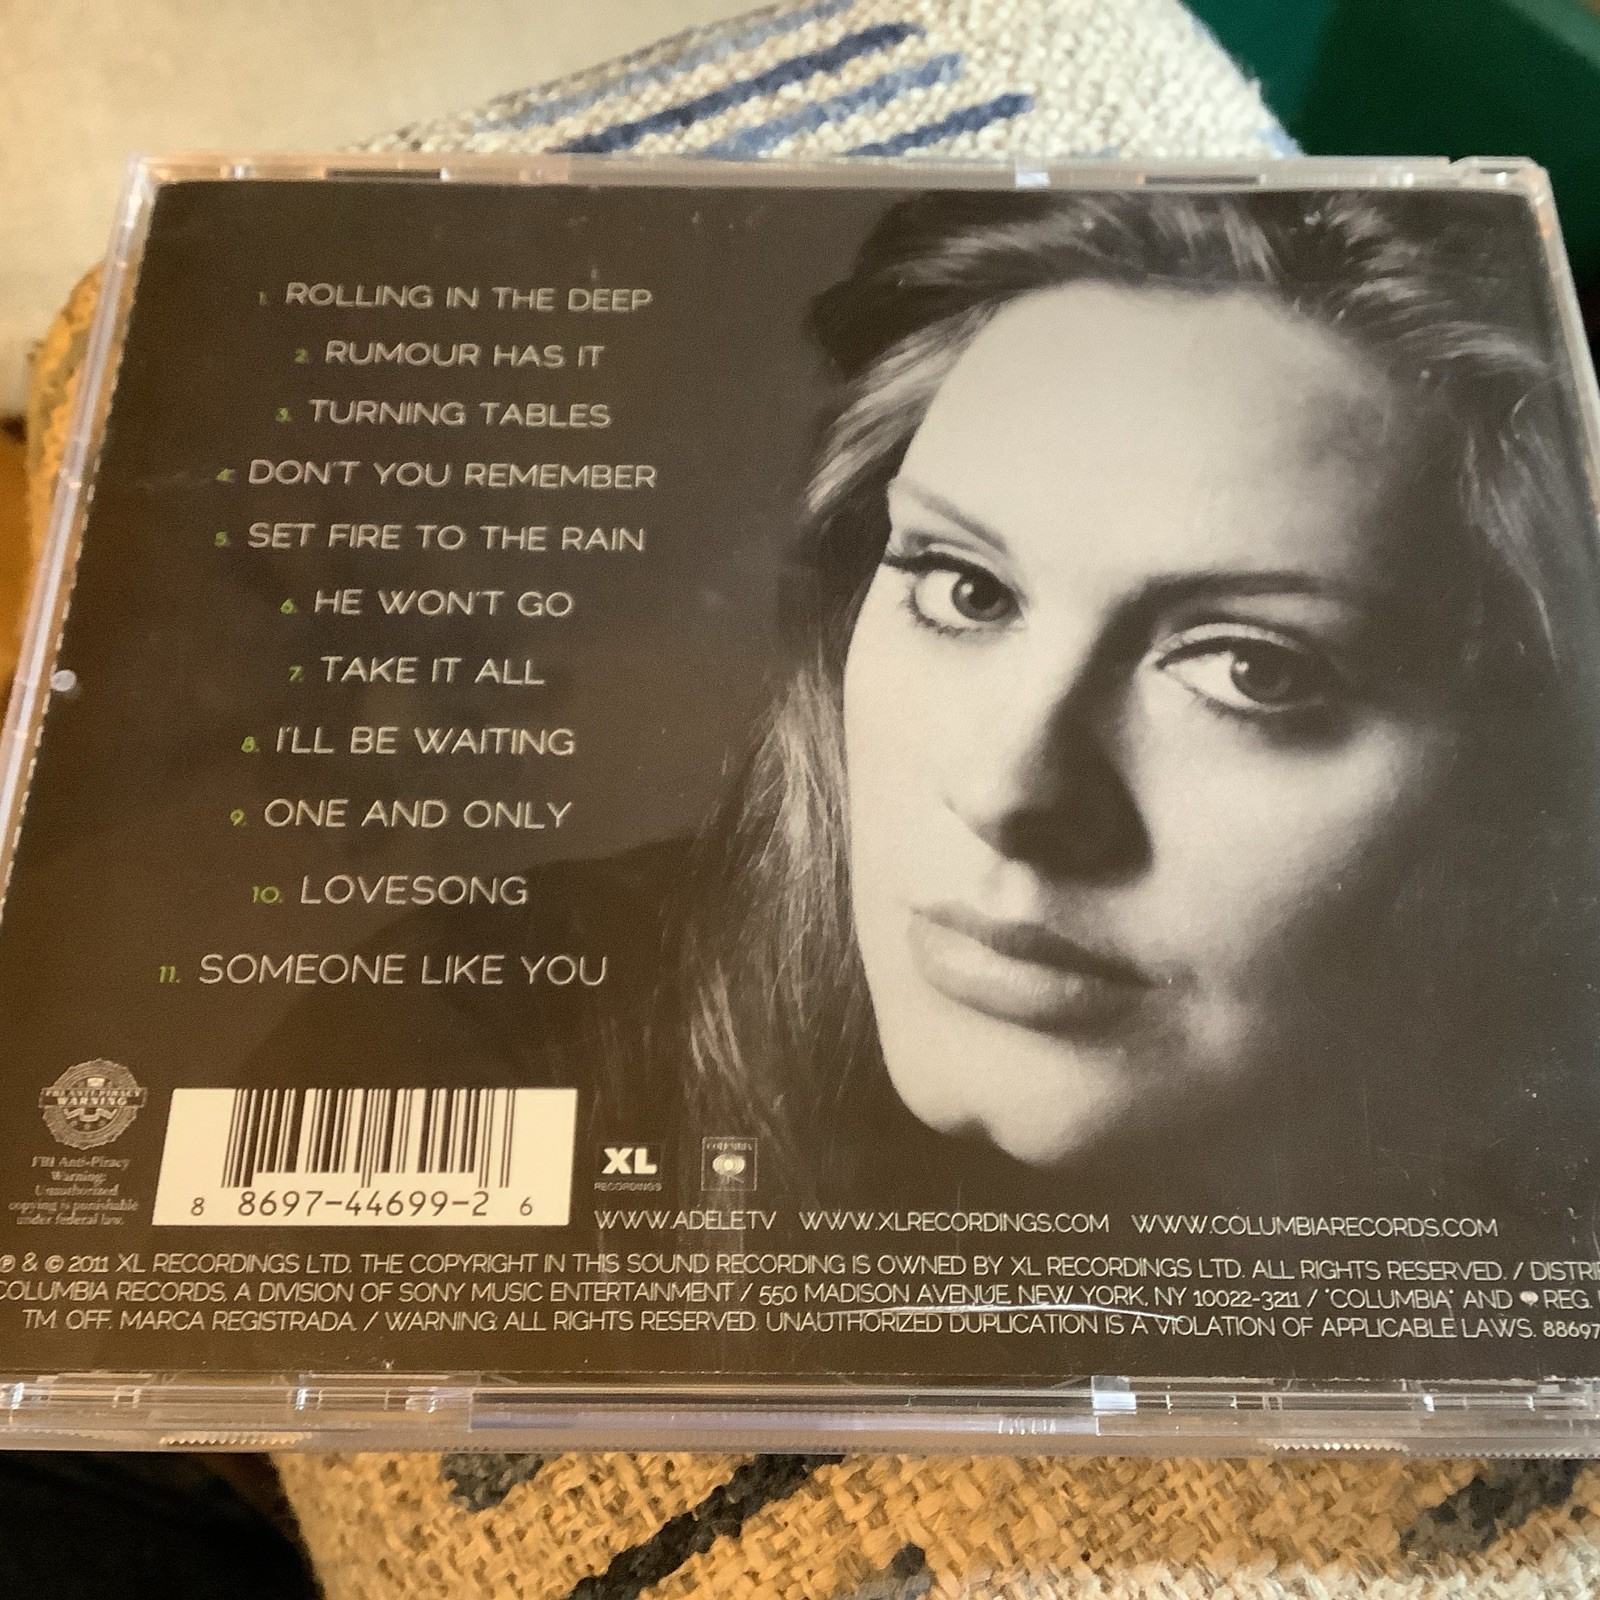 1. ROLLING IN THE DEEP
2. RUMOUR HAS IT
3. TURNING TABLES
4. DON'T YOU REMEMBER
5. SET FIRE TO THE RAIN
6. HE WON'T GO
7. TAKE IT ALL
8. I'LL BE WAITING
9. ONE AND ONLY
10. LOVESONG
11. SOMEONE LIKE YOU
FBI ANTI-PIRACY
WARNING
FBI Anti-Piracy
Warning:
Unauthorized
copying is punishable
under federal law.
8 8697-44699-2 6
XL
RECORDINGS
COLUMBIA
WWW.ADELE.TV WWW.XLRECORDINGS.COM WWW.COLUMBIARECORDS.COM
℗ & © 2011 XL RECORDINGS LTD. THE COPYRIGHT IN THIS SOUND RECORDING IS OWNED BY XL RECORDINGS LTD. ALL RIGHTS RESERVED. / DISTRI
COLUMBIA RECORDS, A DIVISION OF SONY MUSIC ENTERTAINMENT / 550 MADISON AVENUE, NEW YORK, NY 10022-3211 / "COLUMBIA" AND REG.
TM OFF. MARCA REGISTRADA. / WARNING: ALL RIGHTS RESERVED. UNAUTHORIZED DUPLICATION IS A VIOLATION OF APPLICABLE LAWS. 88697